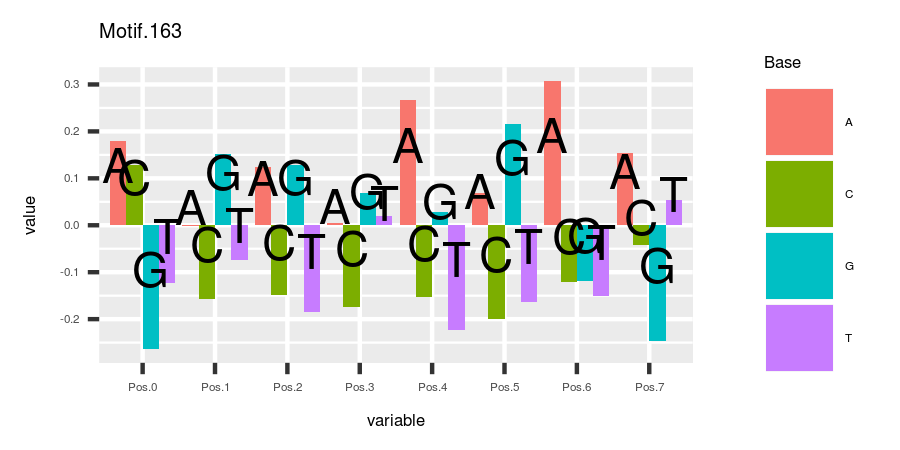 Motif.163
Base
value
0.3
0.2
0.1
0.0
-0.1
-0.2
A C G T A C G T A C G T A C G T A C G T A C G T A C G T A C G T
A
C
G
T
Pos.0 Pos.1 Pos.2 Pos.3 Pos.4 Pos.5 Pos.6 Pos.7
variable